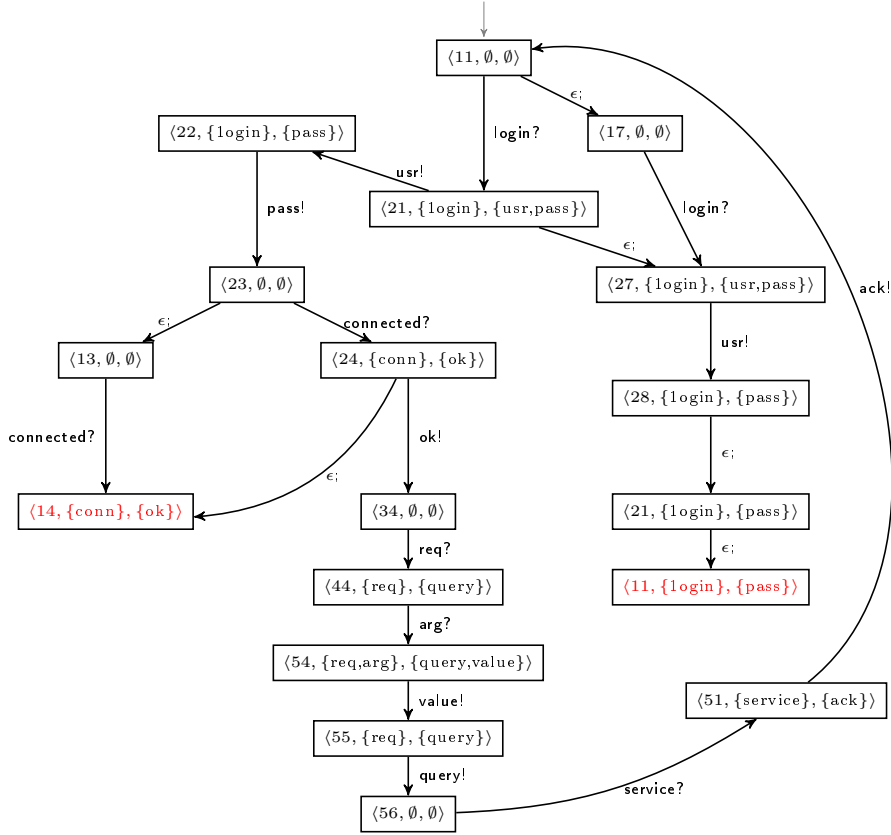 ⟨11, ∅, ∅⟩
ϵ;
⟨22, {login}, {pass}⟩
login?
⟨17, ∅, ∅⟩
usr!
pass!
⟨21, {login}, {usr,pass}⟩
login?
ϵ;
⟨23, ∅, ∅⟩
⟨27, {login}, {usr,pass}⟩
ack!
ϵ;
connected?
usr!
⟨13, ∅, ∅⟩
⟨24, {conn}, {ok}⟩
⟨28, {login}, {pass}⟩
connected?
ok!
ϵ;
ϵ;
⟨14, {conn}, {ok}⟩
⟨34, ∅, ∅⟩
⟨21, {login}, {pass}⟩
req?
ϵ;
⟨44, {req}, {query}⟩
⟨11, {login}, {pass}⟩
arg?
⟨54, {req,arg}, {query,value}⟩
value!
⟨51, {service}, {ack}⟩
⟨55, {req}, {query}⟩
query!
service?
⟨56, ∅, ∅⟩